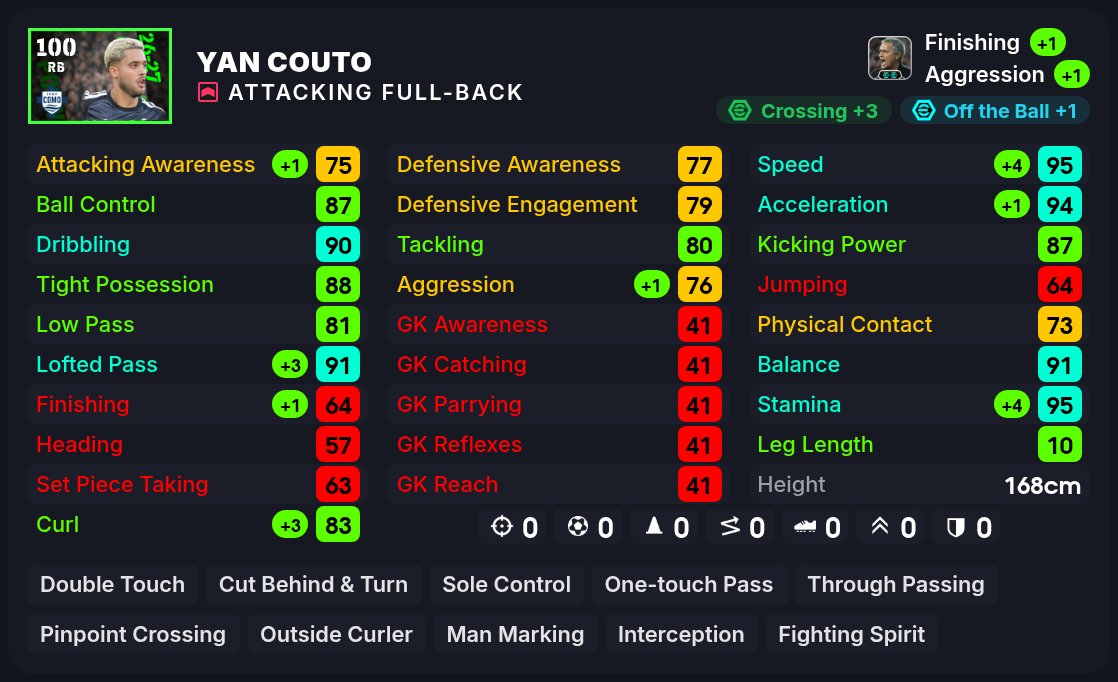 100
RB
26-27
COMO
YAN COUTO
ATTACKING FULL-BACK
Finishing +1
Aggression +1
Crossing +3
Off the Ball +1
Attacking Awareness +1 75
Ball Control 87
Dribbling 90
Tight Possession 88
Low Pass 81
Lofted Pass +3 91
Finishing +1 64
Heading 57
Set Piece Taking 63
Curl +3 83
Defensive Awareness 77
Defensive Engagement 79
Tackling 80
Aggression +1 76
GK Awareness 41
GK Catching 41
GK Parrying 41
GK Reflexes 41
GK Reach 41
Speed +4 95
Acceleration +1 94
Kicking Power 87
Jumping 64
Physical Contact 73
Balance 91
Stamina +4 95
Leg Length 10
Height 168cm
0 0 0 0 0 0 0
Double Touch Cut Behind & Turn Sole Control One-touch Pass Through Passing
Pinpoint Crossing Outside Curler Man Marking Interception Fighting Spirit